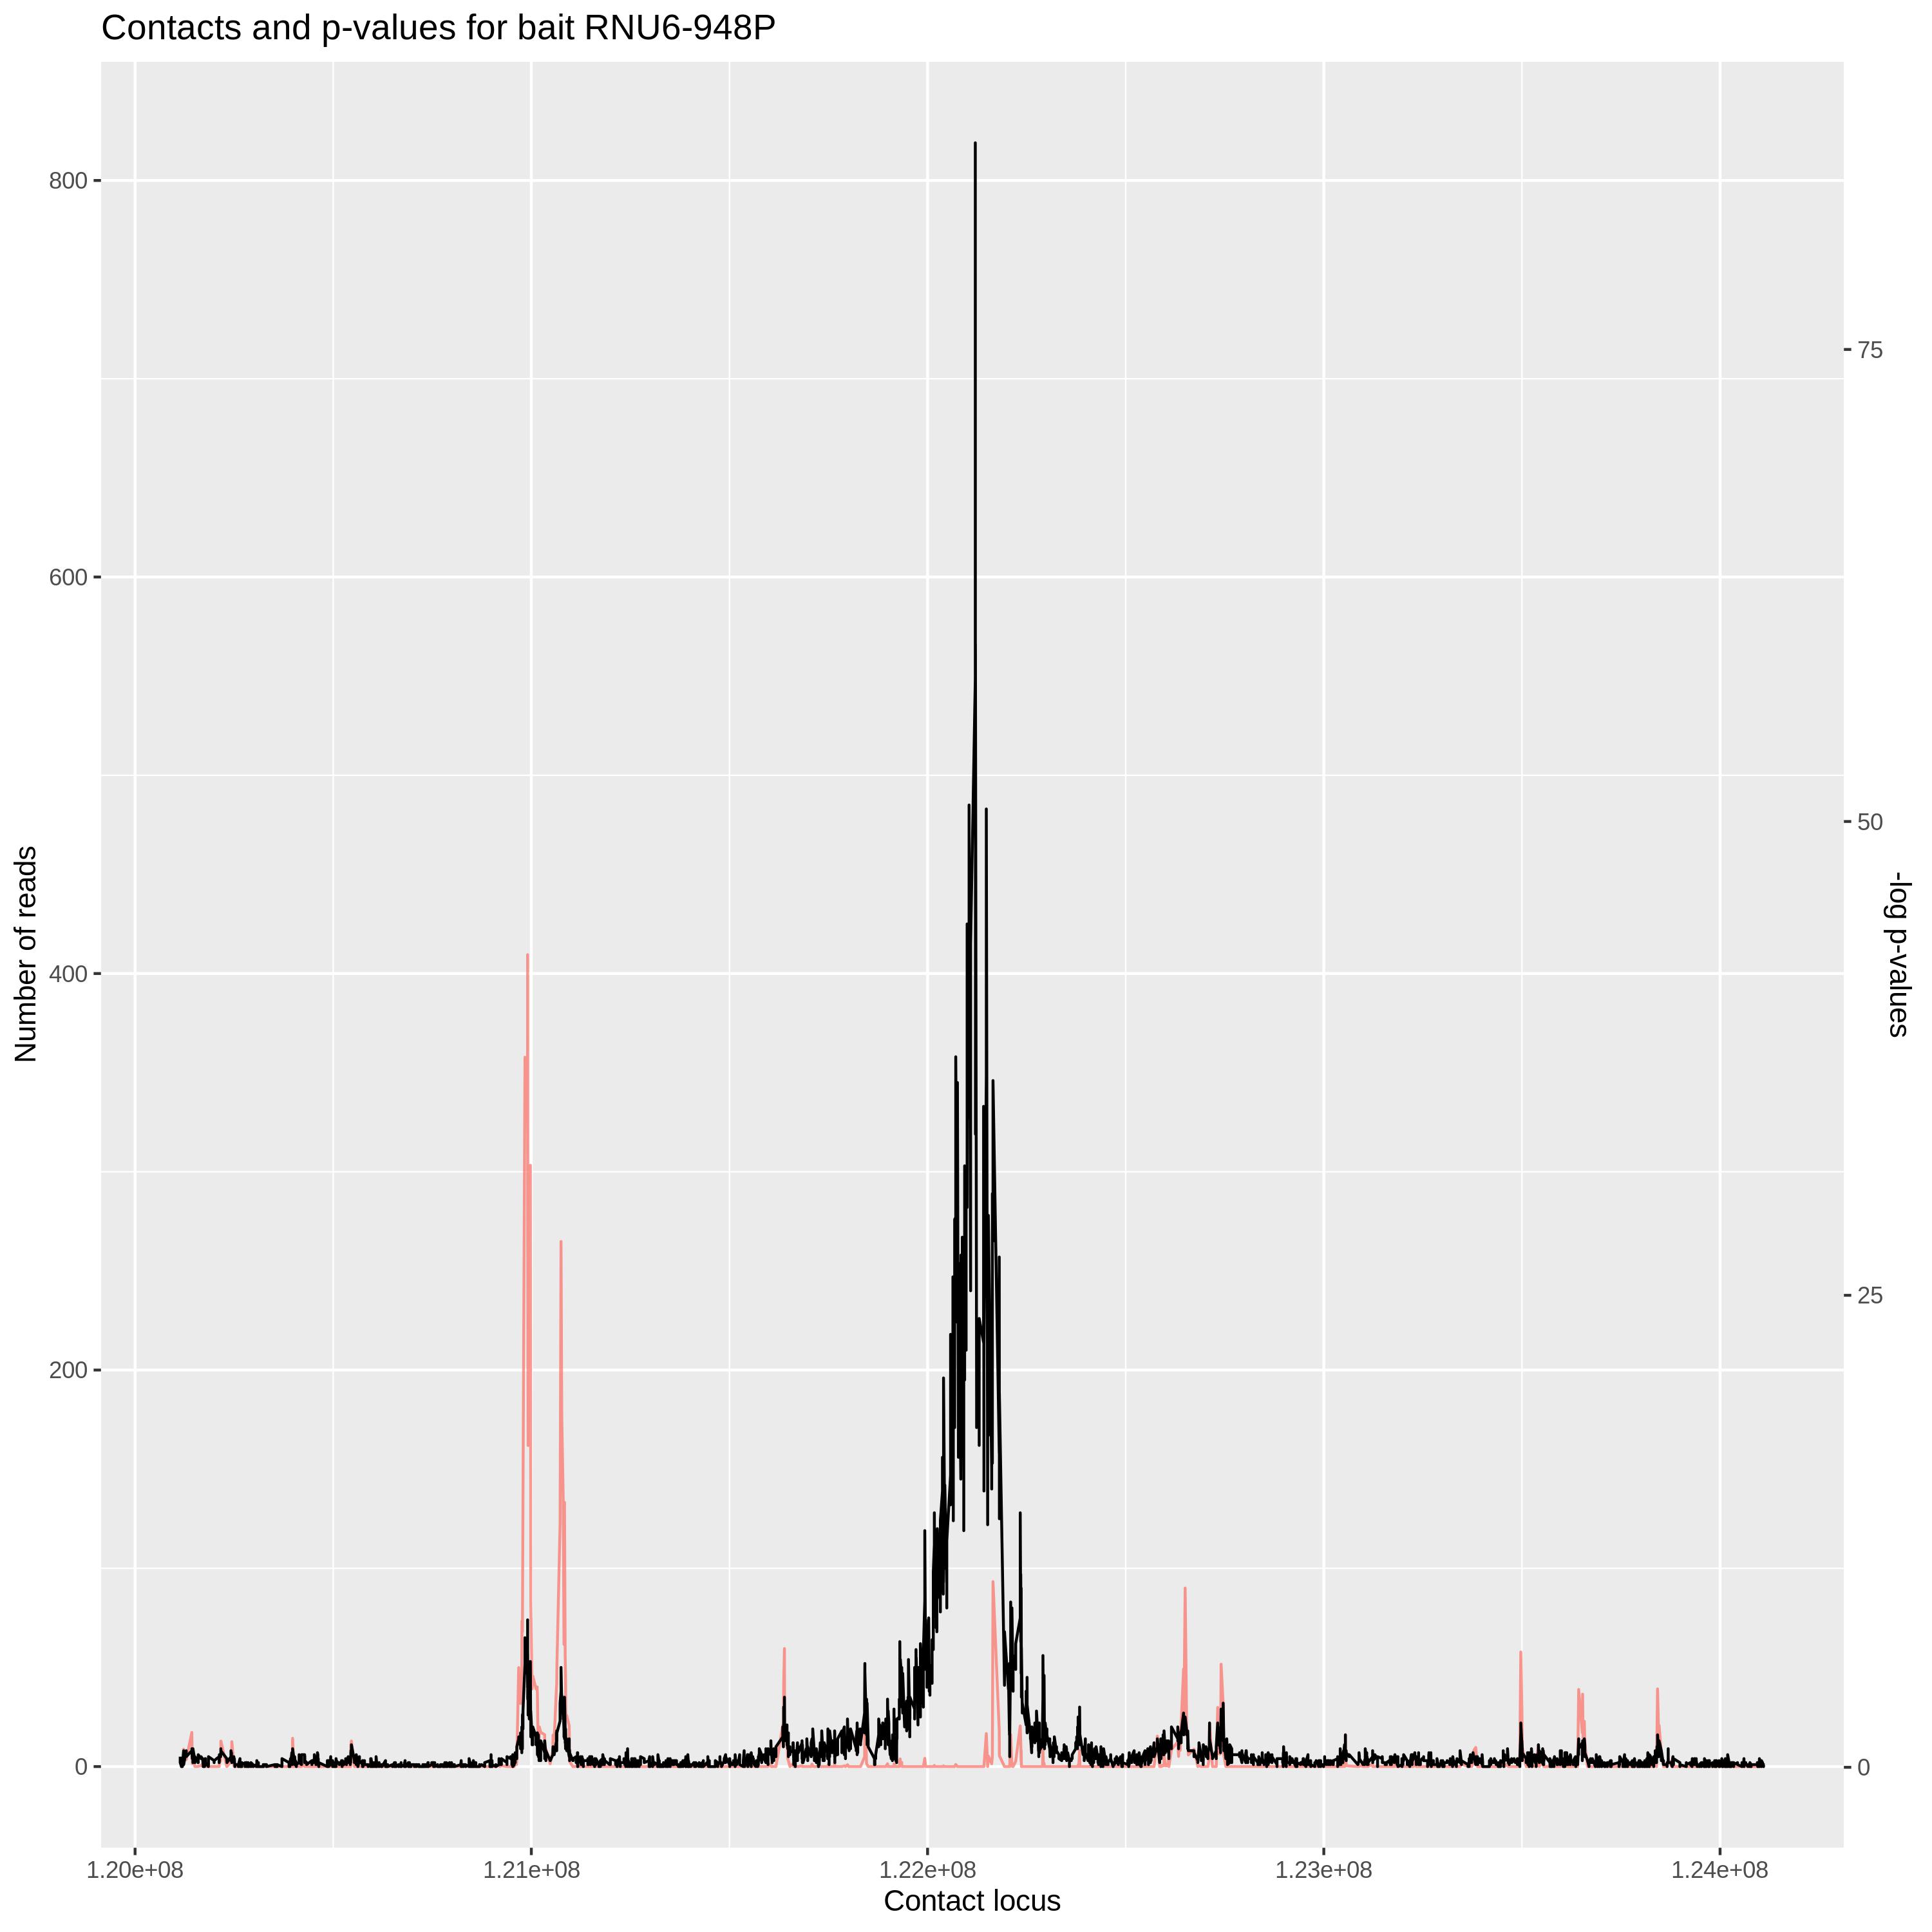 Contacts and p-values for bait RNU6-948P
800
600
400
200
0
75
50
25
0
Number of reads
-log p-values
1.20e+08
1.21e+08
1.22e+08
1.23e+08
1.24e+08
Contact locus